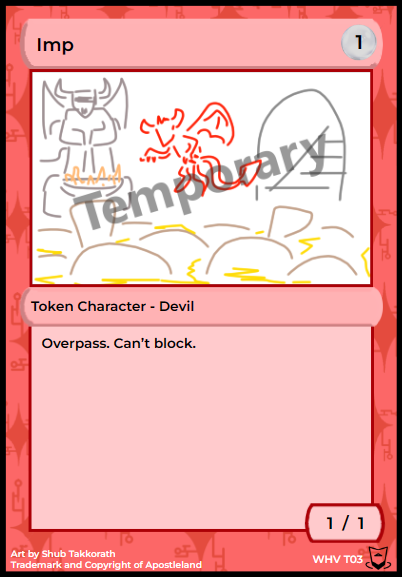 Imp
1
Temporary
Token Character - Devil
Overpass. Can’t block.
1 / 1
Art by Shub Takkorath
Trademark and Copyright of Apostleland
WHV T03